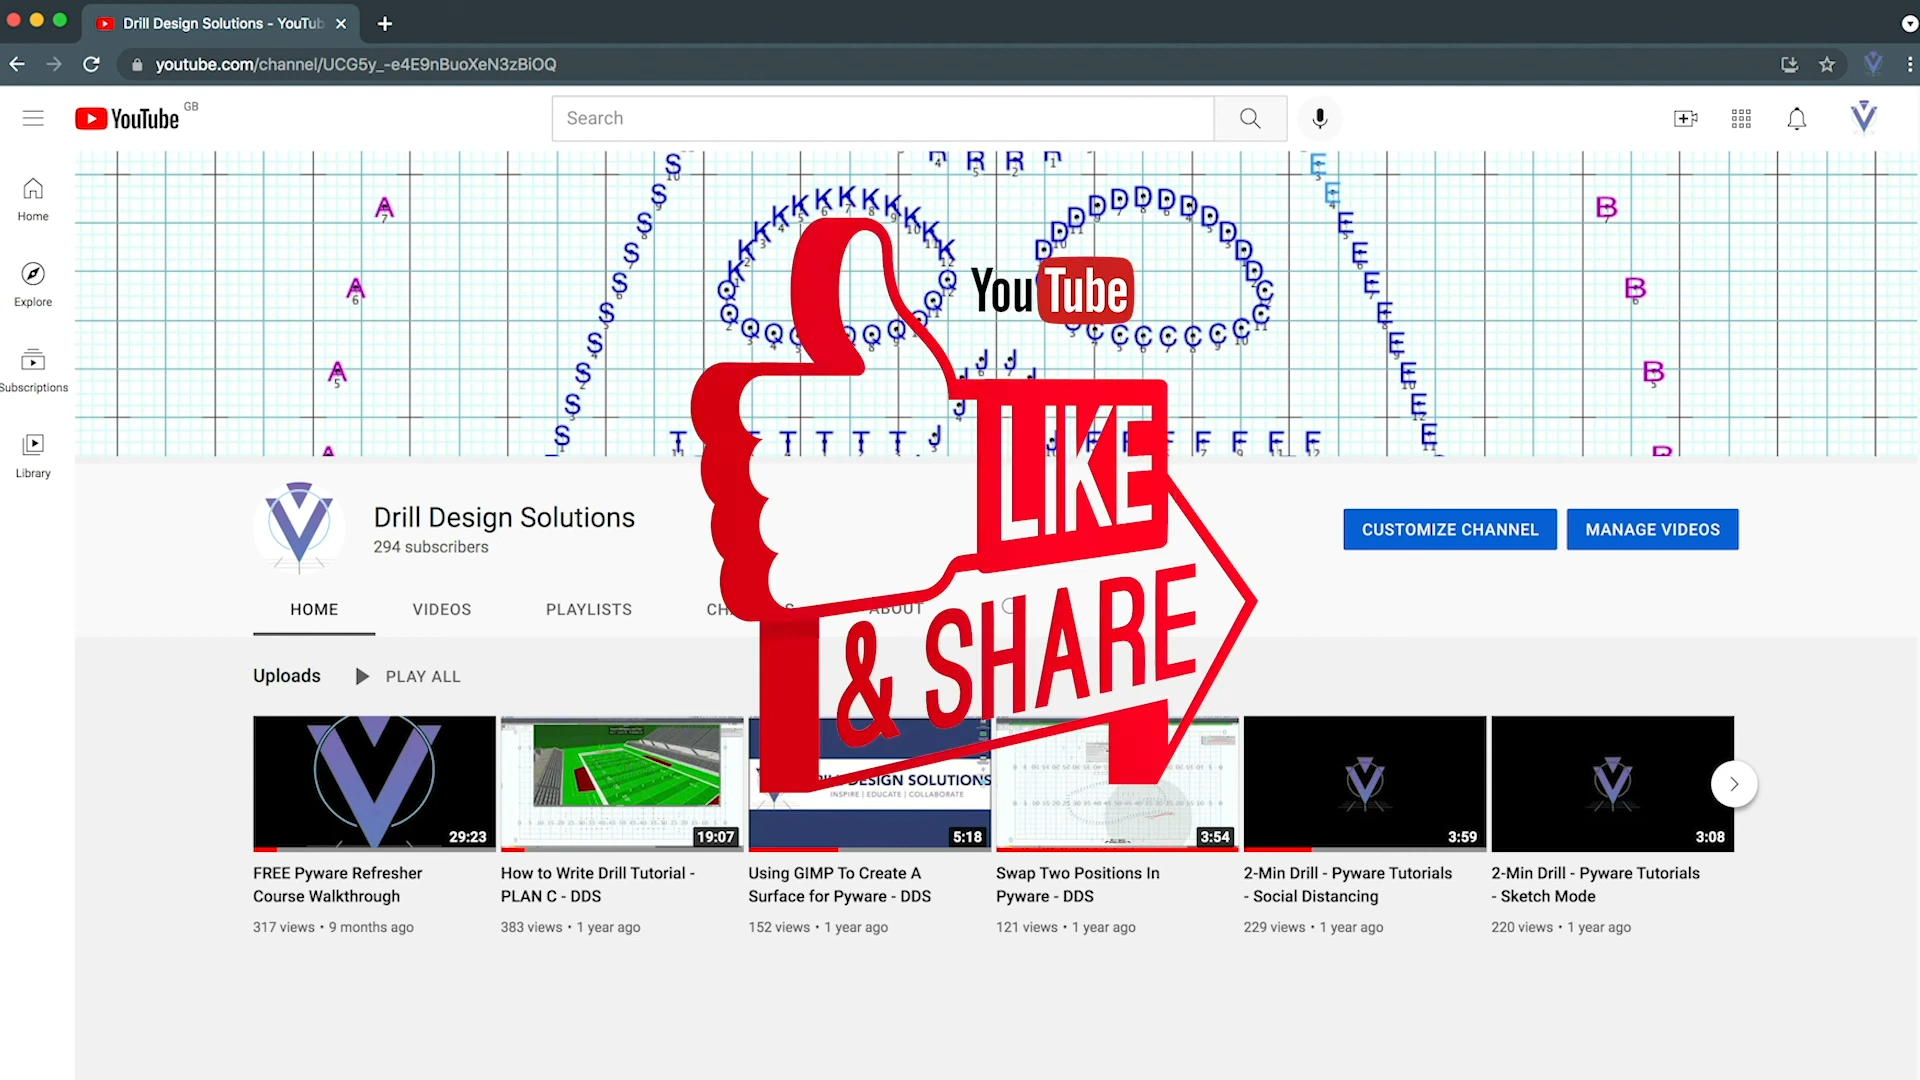 Drill Design Solutions - YouTub
youtube.com/channel/UCG5y_-e4E9nBuoXeN3zBiOQ
YouTube GB
Search
Home
Explore
Subscriptions
Library
YouTube
LIKE
& SHARE
Drill Design Solutions
294 subscribers
CUSTOMIZE CHANNEL
MANAGE VIDEOS
HOME
VIDEOS
PLAYLISTS
ABOUT
Uploads
PLAY ALL
29:23
19:07
DESIGN SOLUTIONS
INSPIRE | EDUCATE | COLLABORATE
5:18
3:54
3:59
3:08
FREE Pyware Refresher
Course Walkthrough
317 views • 9 months ago
How to Write Drill Tutorial -
PLAN C - DDS
383 views • 1 year ago
Using GIMP To Create A
Surface for Pyware - DDS
152 views • 1 year ago
Swap Two Positions In
Pyware - DDS
121 views • 1 year ago
2-Min Drill - Pyware Tutorials
- Social Distancing
229 views • 1 year ago
2-Min Drill - Pyware Tutorials
- Sketch Mode
220 views • 1 year ago